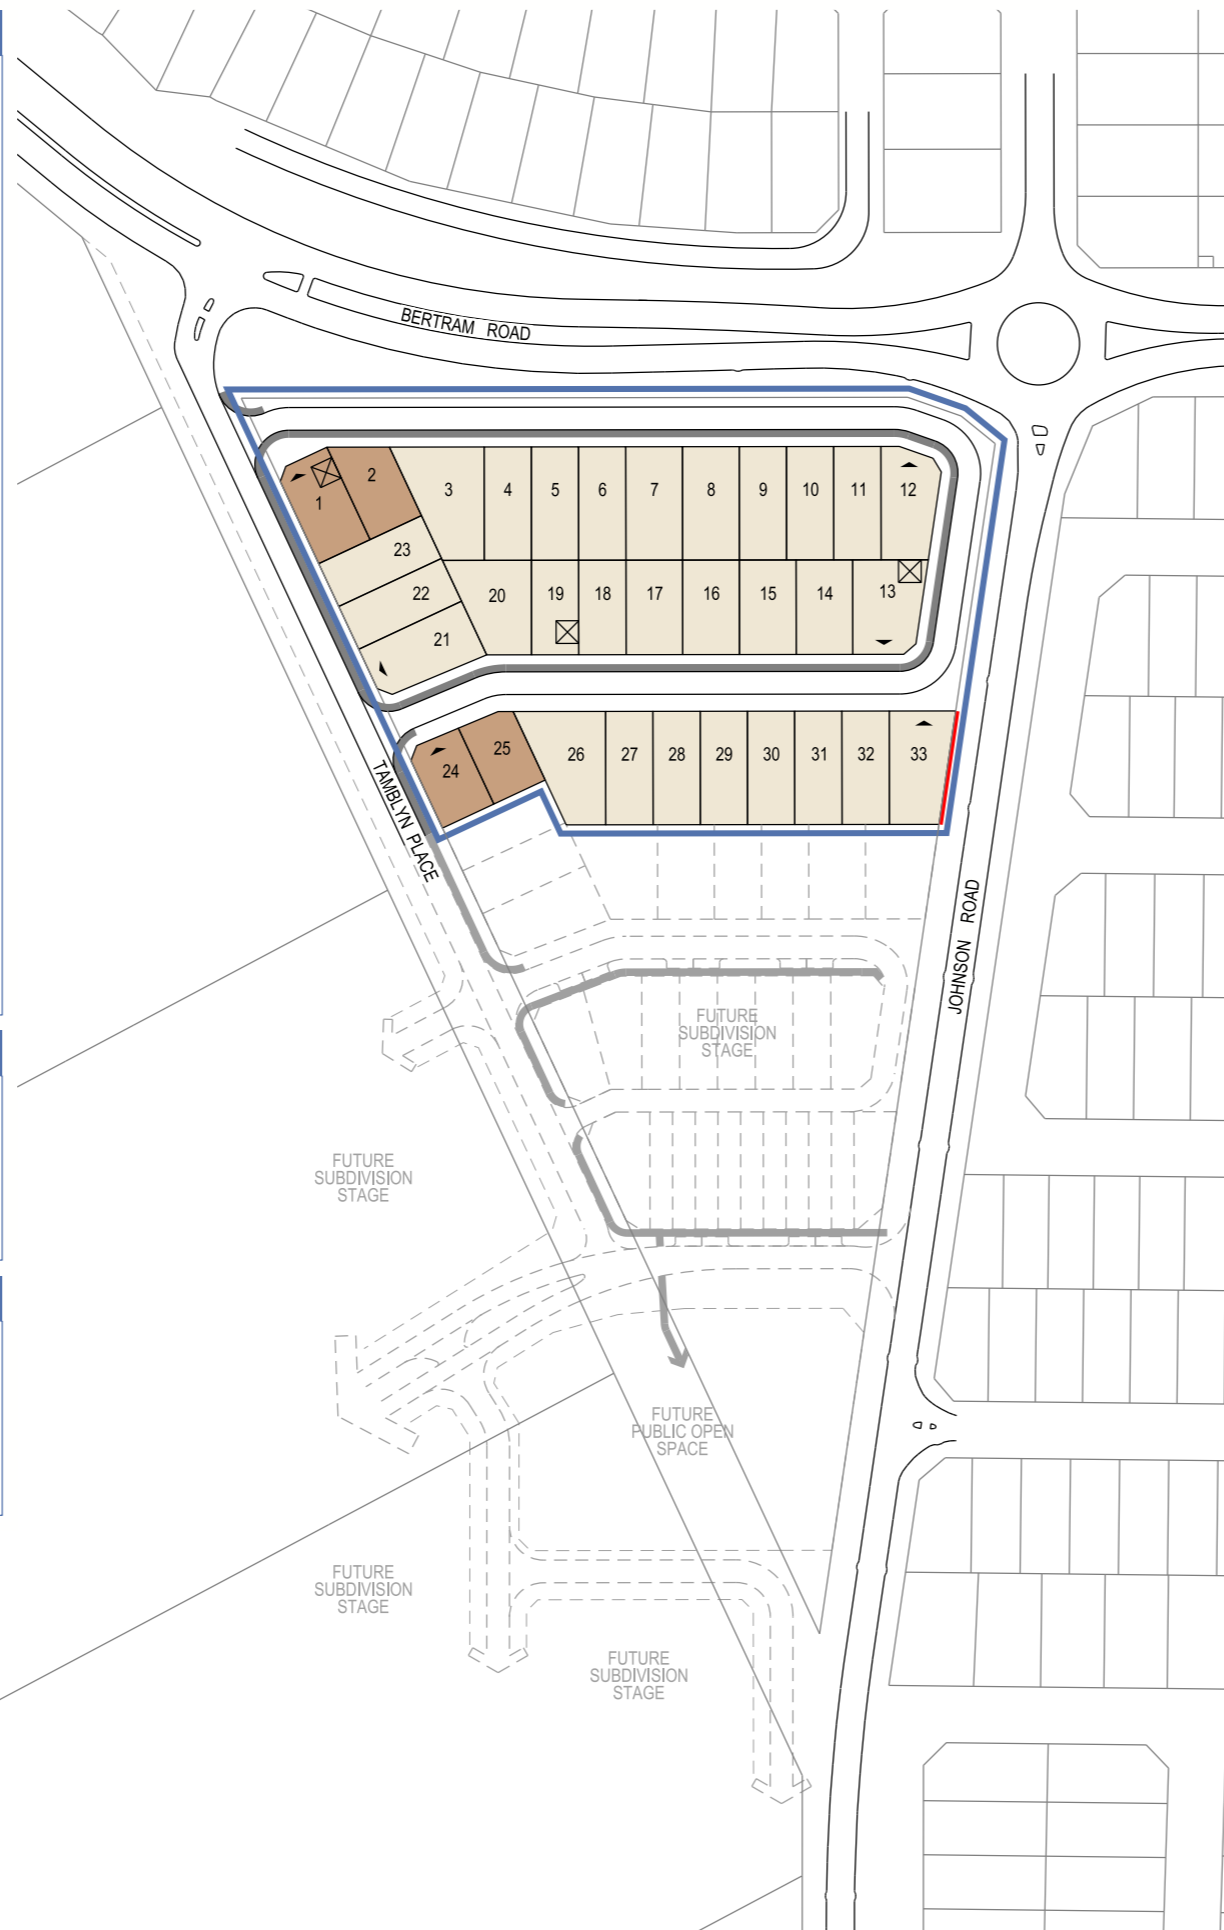 BERTRAM ROAD
1
2
3
4
5
6
7
8
9
10
11
12
23
22
21
20
19
18
17
16
15
14
13
24
25
26
27
28
29
30
31
32
33
TAMBLYN PLACE
JOHNSON ROAD
FUTURE
SUBDIVISION
STAGE
FUTURE
SUBDIVISION
STAGE
FUTURE
PUBLIC OPEN
SPACE
FUTURE
SUBDIVISION
STAGE
FUTURE
SUBDIVISION
STAGE